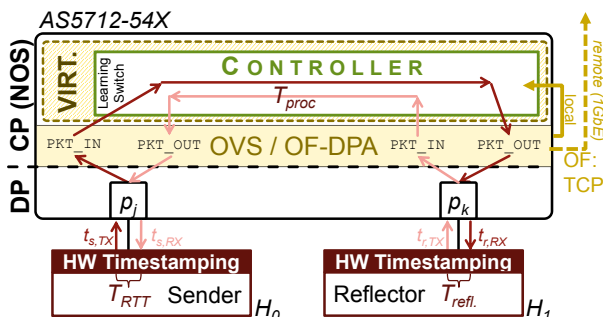 AS5712-54X
remote (1GbE)
CP (NOS)
VIRT.
Learning
Switch
CONTROLLER
T_proc
local
PKT_IN
PKT_OUT
OVS / OF-DPA
PKT_IN
PKT_OUT
OF:
TCP
DP
p_j
p_k
t_s,TX
t_s,RX
t_r,TX
t_r,RX
HW Timestamping
HW Timestamping
T_RTT
Sender
H_0
Reflector
T_refl.
H_1